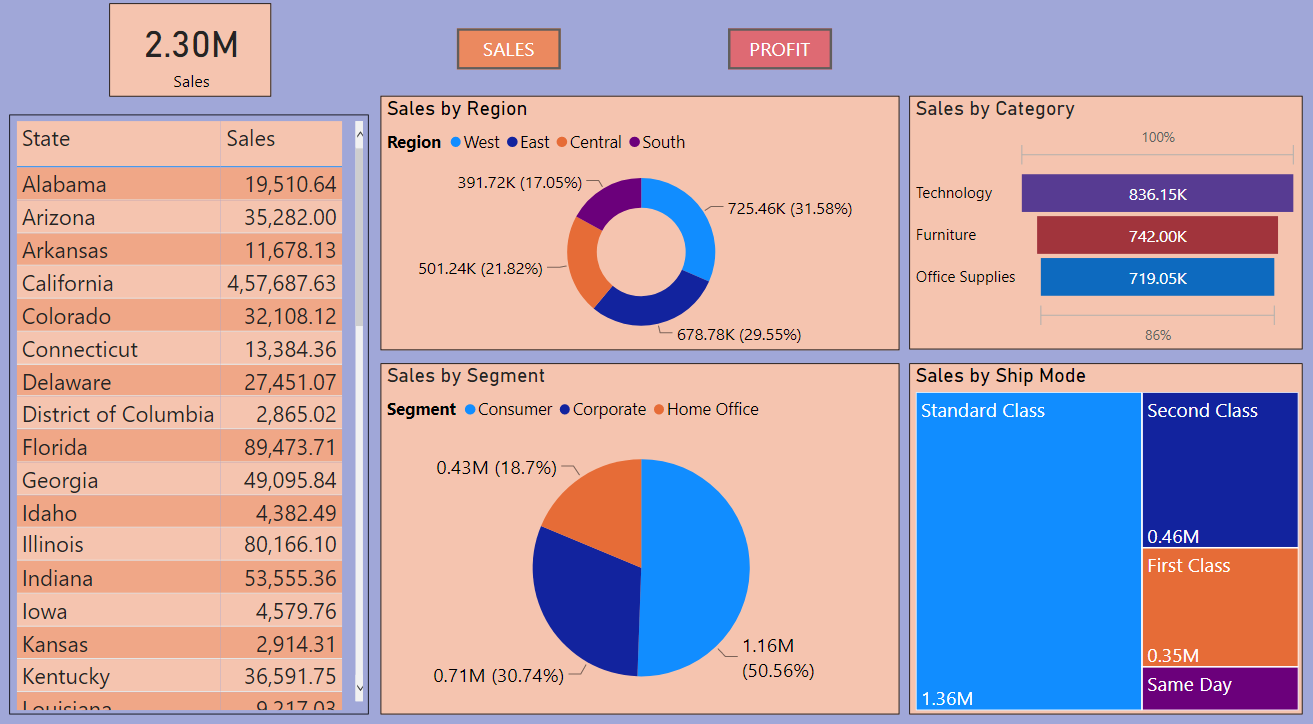 2.30M
Sales
SALES
PROFIT
State Sales
Alabama 19,510.64
Arizona 35,282.00
Arkansas 11,678.13
California 4,57,687.63
Colorado 32,108.12
Connecticut 13,384.36
Delaware 27,451.07
District of Columbia 2,865.02
Florida 89,473.71
Georgia 49,095.84
Idaho 4,382.49
Illinois 80,166.10
Indiana 53,555.36
Iowa 4,579.76
Kansas 2,914.31
Kentucky 36,591.75
Louisiana 9,217.03
Sales by Region
Region West East Central South
391.72K (17.05%)
725.46K (31.58%)
501.24K (21.82%)
678.78K (29.55%)
Sales by Category
100%
Technology 836.15K
Furniture 742.00K
Office Supplies 719.05K
86%
Sales by Segment
Segment Consumer Corporate Home Office
0.43M (18.7%)
1.16M
(50.56%)
0.71M (30.74%)
Sales by Ship Mode
Standard Class
1.36M
Second Class
0.46M
First Class
0.35M
Same Day